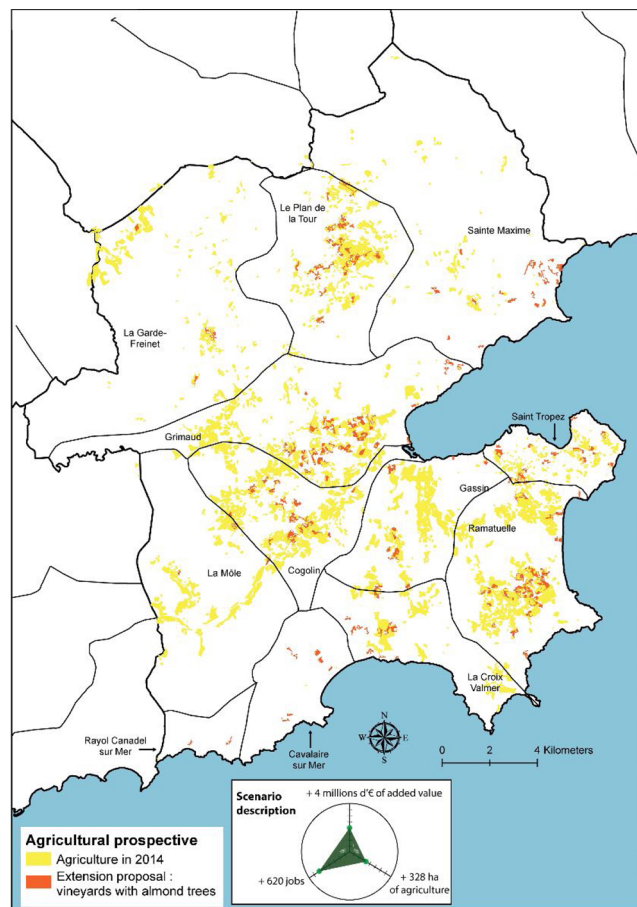 Le Plan de
la Tour
Sainte Maxime
La Garde-
Freinet
Saint Tropez
Grimaud
Gassin
Ramatuelle
La Môle
Cogolin
La Croix
Valmer
Rayol Canadel
sur Mer
Cavalaire
sur Mer
N
W
E
S
0 2 4 Kilometers
Scenario
description
+ 4 millions d'€ of added value
+ 620 jobs
+ 328 ha
of agriculture
Agricultural prospective
Agriculture in 2014
Extension proposal :
vineyards with almond trees